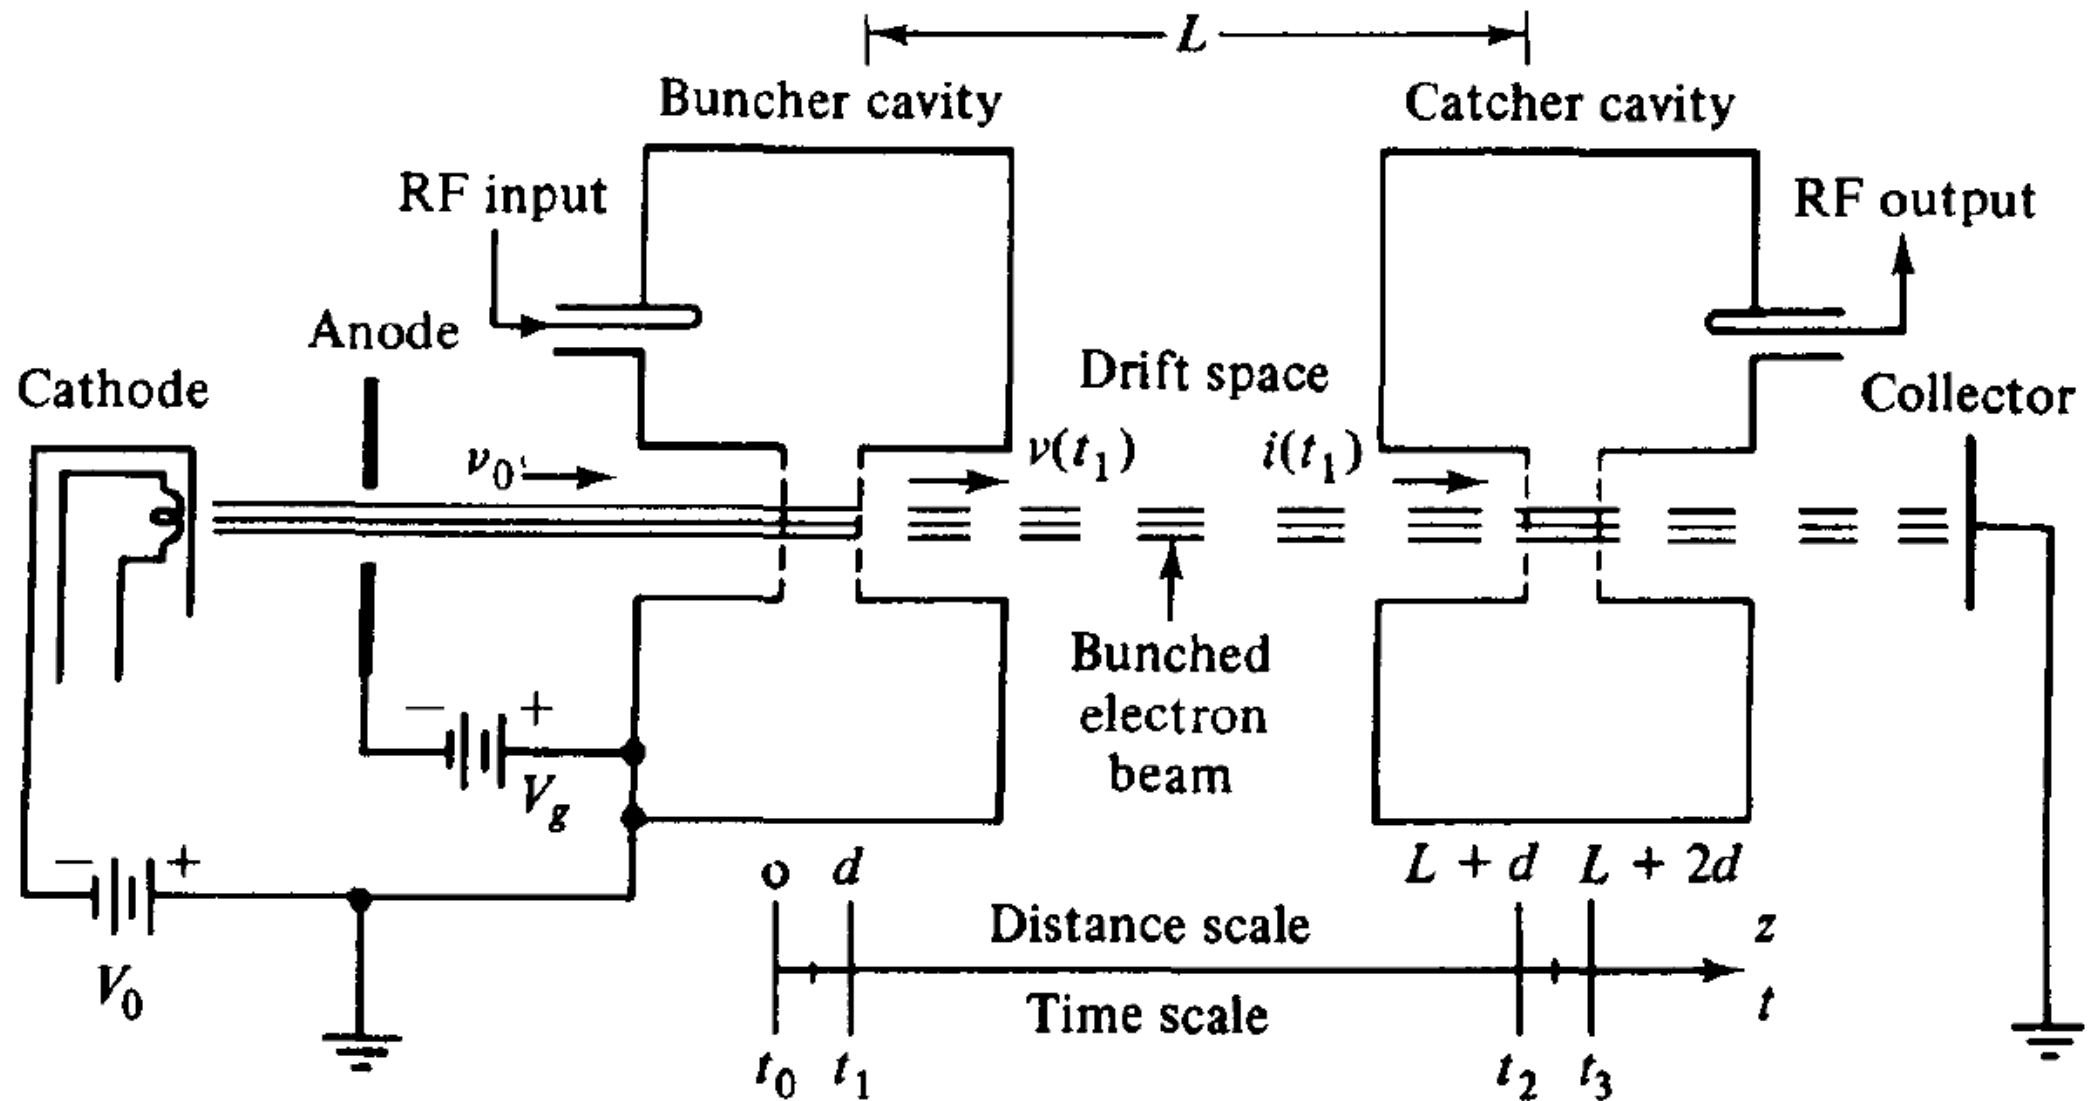 L
Buncher cavity
Catcher cavity
RF input
RF output
Anode
Drift space
Cathode
Collector
v0
v(t1)
i(t1)
Bunched
electron
beam
− +
Vg
− +
V0
o d L + d L + 2d
Distance scale z
Time scale t
t0 t1 t2 t3